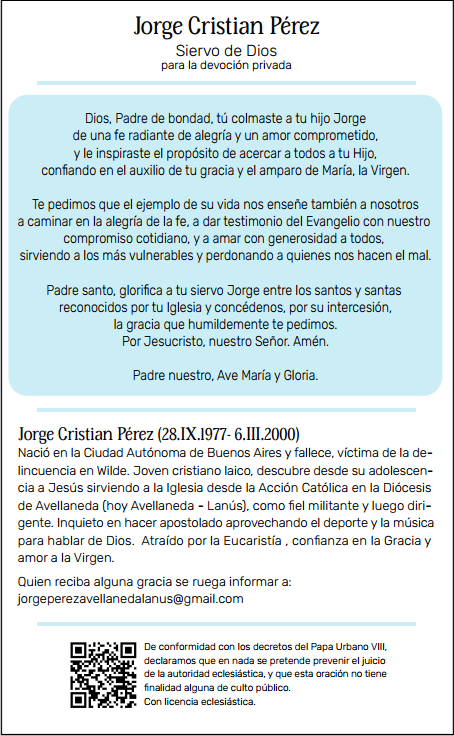 Jorge Cristian Pérez
Siervo de Dios
para la devoción privada
Dios, Padre de bondad, tú colmaste a tu hijo Jorge
de una fe radiante de alegría y un amor comprometido,
y le inspiraste el propósito de acercar a todos a tu Hijo,
confiando en el auxilio de tu gracia y el amparo de María, la Virgen.
Te pedimos que el ejemplo de su vida nos enseñe también a nosotros
a caminar en la alegría de la fe, a dar testimonio del Evangelio con nuestro
compromiso cotidiano, y a amar con generosidad a todos,
sirviendo a los más vulnerables y perdonando a quienes nos hacen el mal.
Padre santo, glorifica a tu siervo Jorge entre los santos y santas
reconocidos por tu Iglesia y concédenos, por su intercesión,
la gracia que humildemente te pedimos.
Por Jesucristo, nuestro Señor. Amén.
Padre nuestro, Ave María y Gloria.
Jorge Cristian Pérez (28.IX.1977- 6.III.2000)
Nació en la Ciudad Autónoma de Buenos Aires y fallece, víctima de la de-
lincuencia en Wilde. Joven cristiano laico, descubre desde su adolescen-
cia a Jesús sirviendo a la Iglesia desde la Acción Católica en la Diócesis
de Avellaneda (hoy Avellaneda - Lanús), como fiel militante y luego diri-
gente. Inquieto en hacer apostolado aprovechando el deporte y la música
para hablar de Dios.  Atraído por la Eucaristía , confianza en la Gracia y
amor a la Virgen.
Quien reciba alguna gracia se ruega informar a:
jorgeperezavellanedalanus@gmail.com
De conformidad con los decretos del Papa Urbano VIII,
declaramos que en nada se pretende prevenir el juicio
de la autoridad eclesiástica, y que esta oración no tiene
finalidad alguna de culto público.
Con licencia eclesiástica.